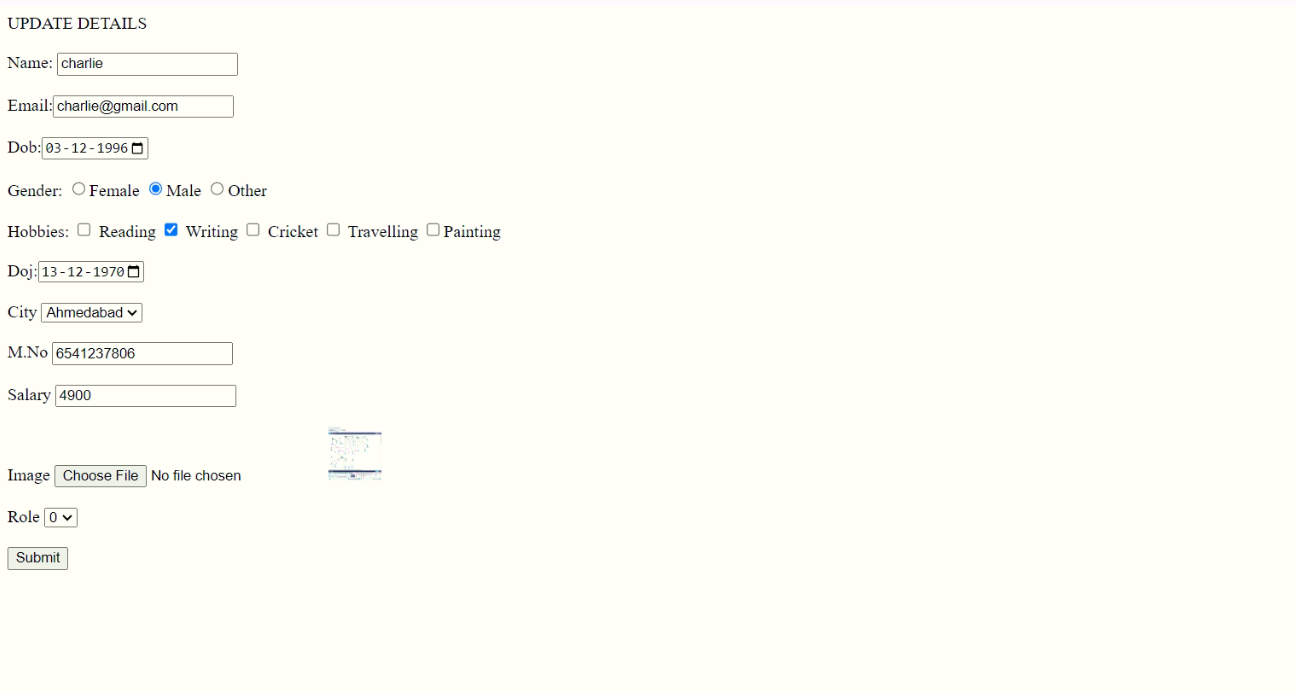 UPDATE DETAILS
Name: charlie
Email: charlie@gmail.com
Dob: 03-12-1996
Gender: Female Male Other
Hobbies: Reading Writing Cricket Travelling Painting
Doj: 13-12-1970
City Ahmedabad
M.No 6541237806
Salary 4900
Image Choose File No file chosen
Role 0
Submit